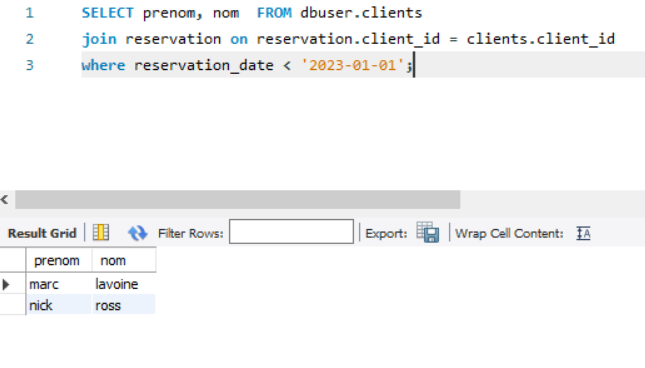 1 SELECT prenom, nom  FROM dbuser.clients
2 join reservation on reservation.client_id = clients.client_id
3 where reservation_date < '2023-01-01';
Result Grid Filter Rows: Export: Wrap Cell Content: IA
prenom nom
marc lavoine
nick ross